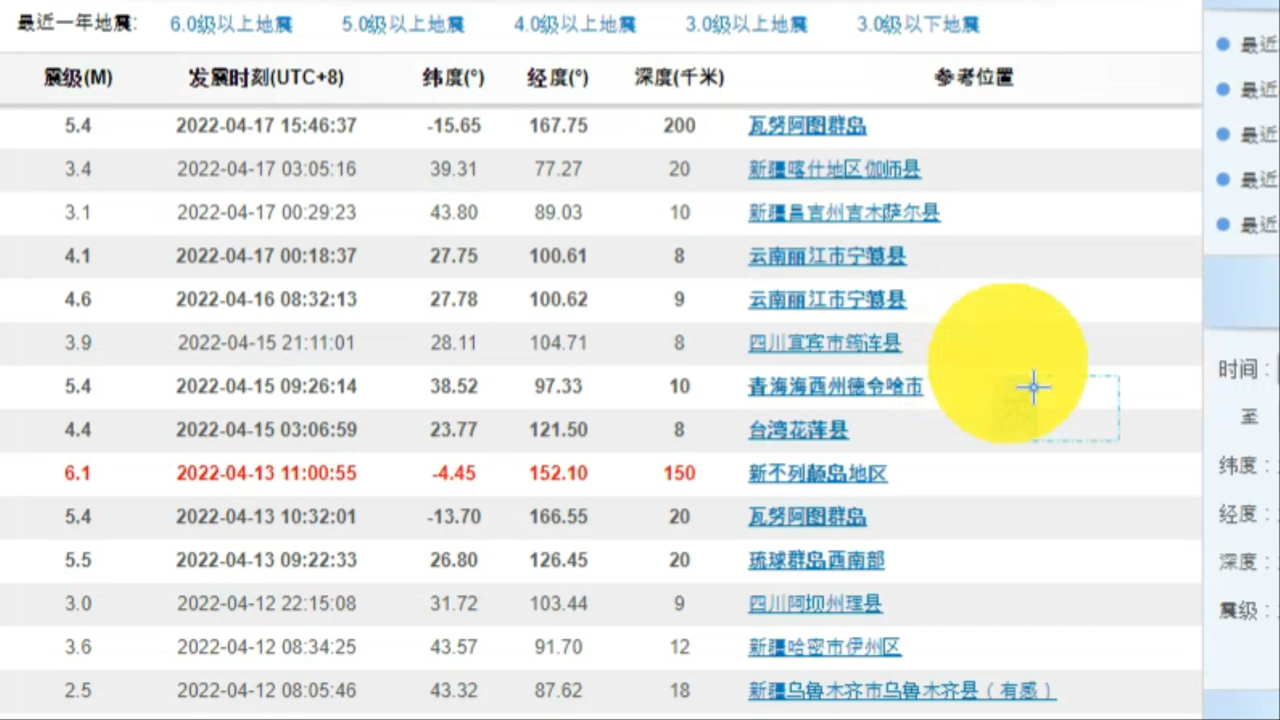 最近一年地震: 6.0级以上地震 5.0级以上地震 4.0级以上地震 3.0级以上地震 3.0级以下地震
震级(M) 发震时刻(UTC+8) 纬度(°) 经度(°) 深度(千米) 参考位置
5.4 2022-04-17 15:46:37 -15.65 167.75 200 瓦努阿图群岛
3.4 2022-04-17 03:05:16 39.31 77.27 20 新疆喀什地区伽师县
3.1 2022-04-17 00:29:23 43.80 89.03 10 新疆昌吉州吉木萨尔县
4.1 2022-04-17 00:18:37 27.75 100.61 8 云南丽江市宁蒗县
4.6 2022-04-16 08:32:13 27.78 100.62 9 云南丽江市宁蒗县
3.9 2022-04-15 21:11:01 28.11 104.71 8 四川宜宾市筠连县
5.4 2022-04-15 09:26:14 38.52 97.33 10 青海海西州德令哈市
4.4 2022-04-15 03:06:59 23.77 121.50 8 台湾花莲县
6.1 2022-04-13 11:00:55 -4.45 152.10 150 新不列颠岛地区
5.4 2022-04-13 10:32:01 -13.70 166.55 20 瓦努阿图群岛
5.5 2022-04-13 09:22:33 26.80 126.45 20 琉球群岛西南部
3.0 2022-04-12 22:15:08 31.72 103.44 9 四川阿坝州理县
3.6 2022-04-12 08:34:25 43.57 91.70 12 新疆哈密市伊州区
2.5 2022-04-12 08:05:46 43.32 87.62 18 新疆乌鲁木齐市乌鲁木齐县（有感）
最近
最近
最近
最近
最近
时间：
至
纬度：
经度：
深度：
震级：